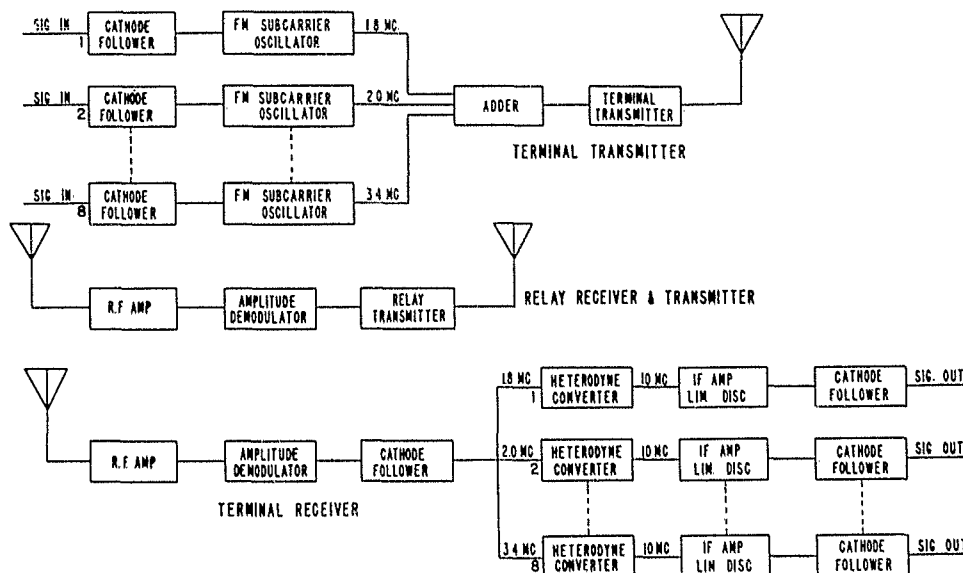 SIG IN
1
CATHODE
FOLLOWER
FM SUBCARRIER
OSCILLATOR
1.8 MC.
SIG IN
2
CATHODE
FOLLOWER
FM SUBCARRIER
OSCILLATOR
2.0 MC
ADDER
TERMINAL
TRANSMITTER
TERMINAL TRANSMITTER
SIG IN
8
CATHODE
FOLLOWER
FM SUBCARRIER
OSCILLATOR
3.4 MC
R.F AMP
AMPLITUDE
DEMODULATOR
RELAY
TRANSMITTER
RELAY RECEIVER & TRANSMITTER
R.F AMP
AMPLITUDE
DEMODULATOR
CATHODE
FOLLOWER
TERMINAL RECEIVER
1.8 MC
1
HETERODYNE
CONVERTER
10 MC
IF AMP
LIM DISC
CATHODE
FOLLOWER
SIG. OUT
2.0 MC
2
HETERODYNE
CONVERTER
10 MC
IF AMP
LIM. DISC
CATHODE
FOLLOWER
SIG OUT
3.4 MC
8
HETERODYNE
CONVERTER
10 MC
IF AMP
LIM DISC
CATHODE
FOLLOWER
SIG OUT